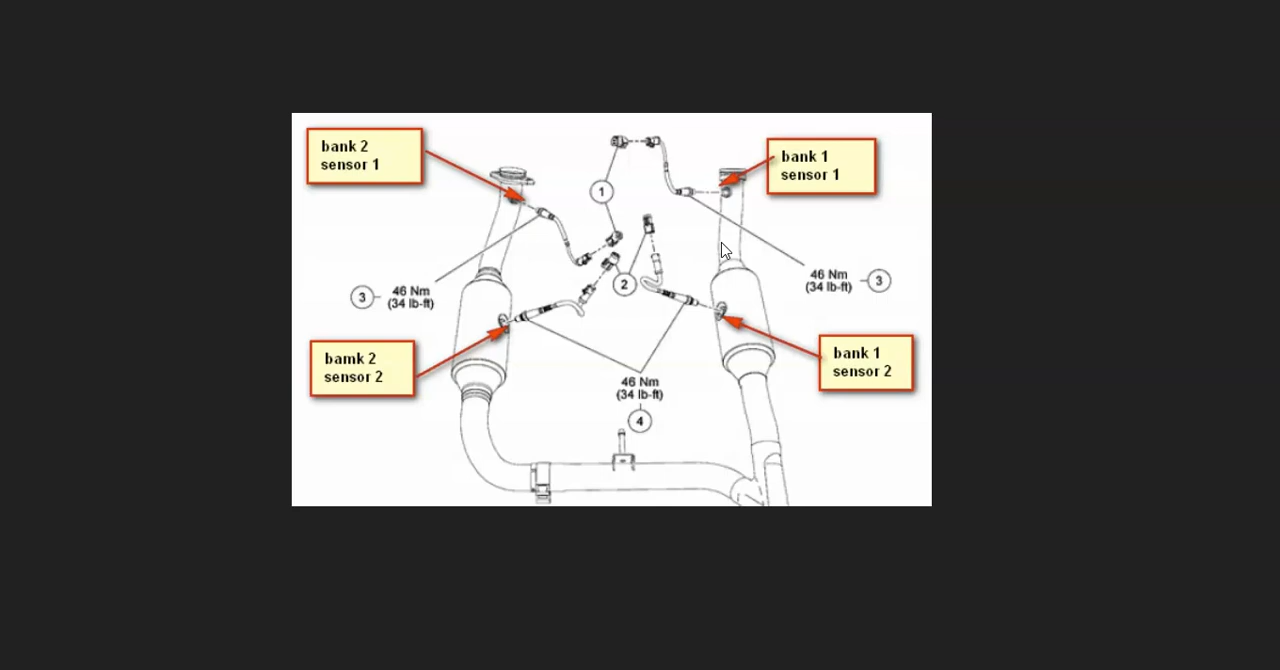 bank 2
sensor 1
bank 1
sensor 1
1
2
46 Nm
(34 lb-ft)
3
46 Nm
(34 lb-ft)
3
bamk 2
sensor 2
bank 1
sensor 2
46 Nm
(34 lb-ft)
4